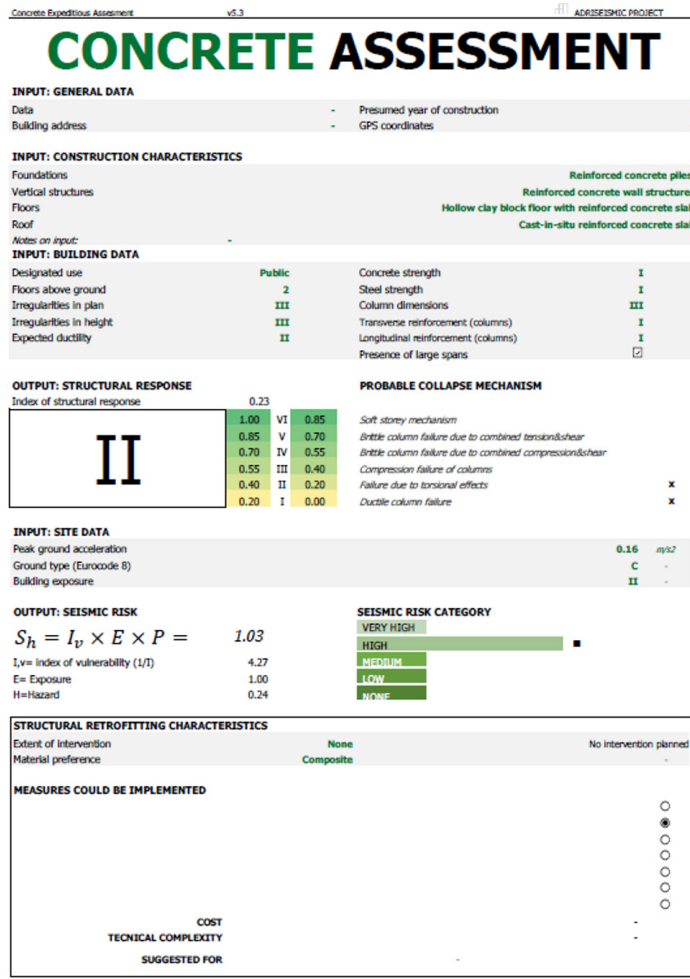 Concrete Expeditious Assesment v5.3 ADRISEISMIC PROJECT
CONCRETE ASSESSMENT
INPUT: GENERAL DATA
Data - Presumed year of construction
Building address - GPS coordinates
INPUT: CONSTRUCTION CHARACTERISTICS
Foundations Reinforced concrete piles
Vertical structures Reinforced concrete wall structure
Floors Hollow clay block floor with reinforced concrete sla
Roof Cast-in-situ reinforced concrete sla
Notes on input: -
INPUT: BUILDING DATA
Designated use Public Concrete strength I
Floors above ground 2 Steel strength I
Irregularities in plan III Column dimensions III
Irregularities in height III Transverse reinforcement (columns) I
Expected ductility II Longitudinal reinforcement (columns) I
Presence of large spans
OUTPUT: STRUCTURAL RESPONSE PROBABLE COLLAPSE MECHANISM
Index of structural response 0.23
II
1.00 VI 0.85 Soft storey mechanism
0.85 V 0.70 Brittle column failure due to combined tension&shear
0.70 IV 0.55 Brittle column failure due to combined compression&shear
0.55 III 0.40 Compression failure of columns
0.40 II 0.20 Failure due to torsional effects x
0.20 I 0.00 Ductile column failure x
INPUT: SITE DATA
Peak ground acceleration 0.16 m/s2
Ground type (Eurocode 8) C -
Building exposure II -
OUTPUT: SEISMIC RISK SEISMIC RISK CATEGORY
Sh = Iv × E × P = 1.03
VERY HIGH
HIGH
I,v= index of vulnerability (1/I) 4.27 MEDIUM
E= Exposure 1.00 LOW
H=Hazard 0.24 NONE
STRUCTURAL RETROFITTING CHARACTERISTICS
Extent of intervention None No intervention planned
Material preference Composite -
MEASURES COULD BE IMPLEMENTED
COST -
TECNICAL COMPLEXITY -
SUGGESTED FOR -